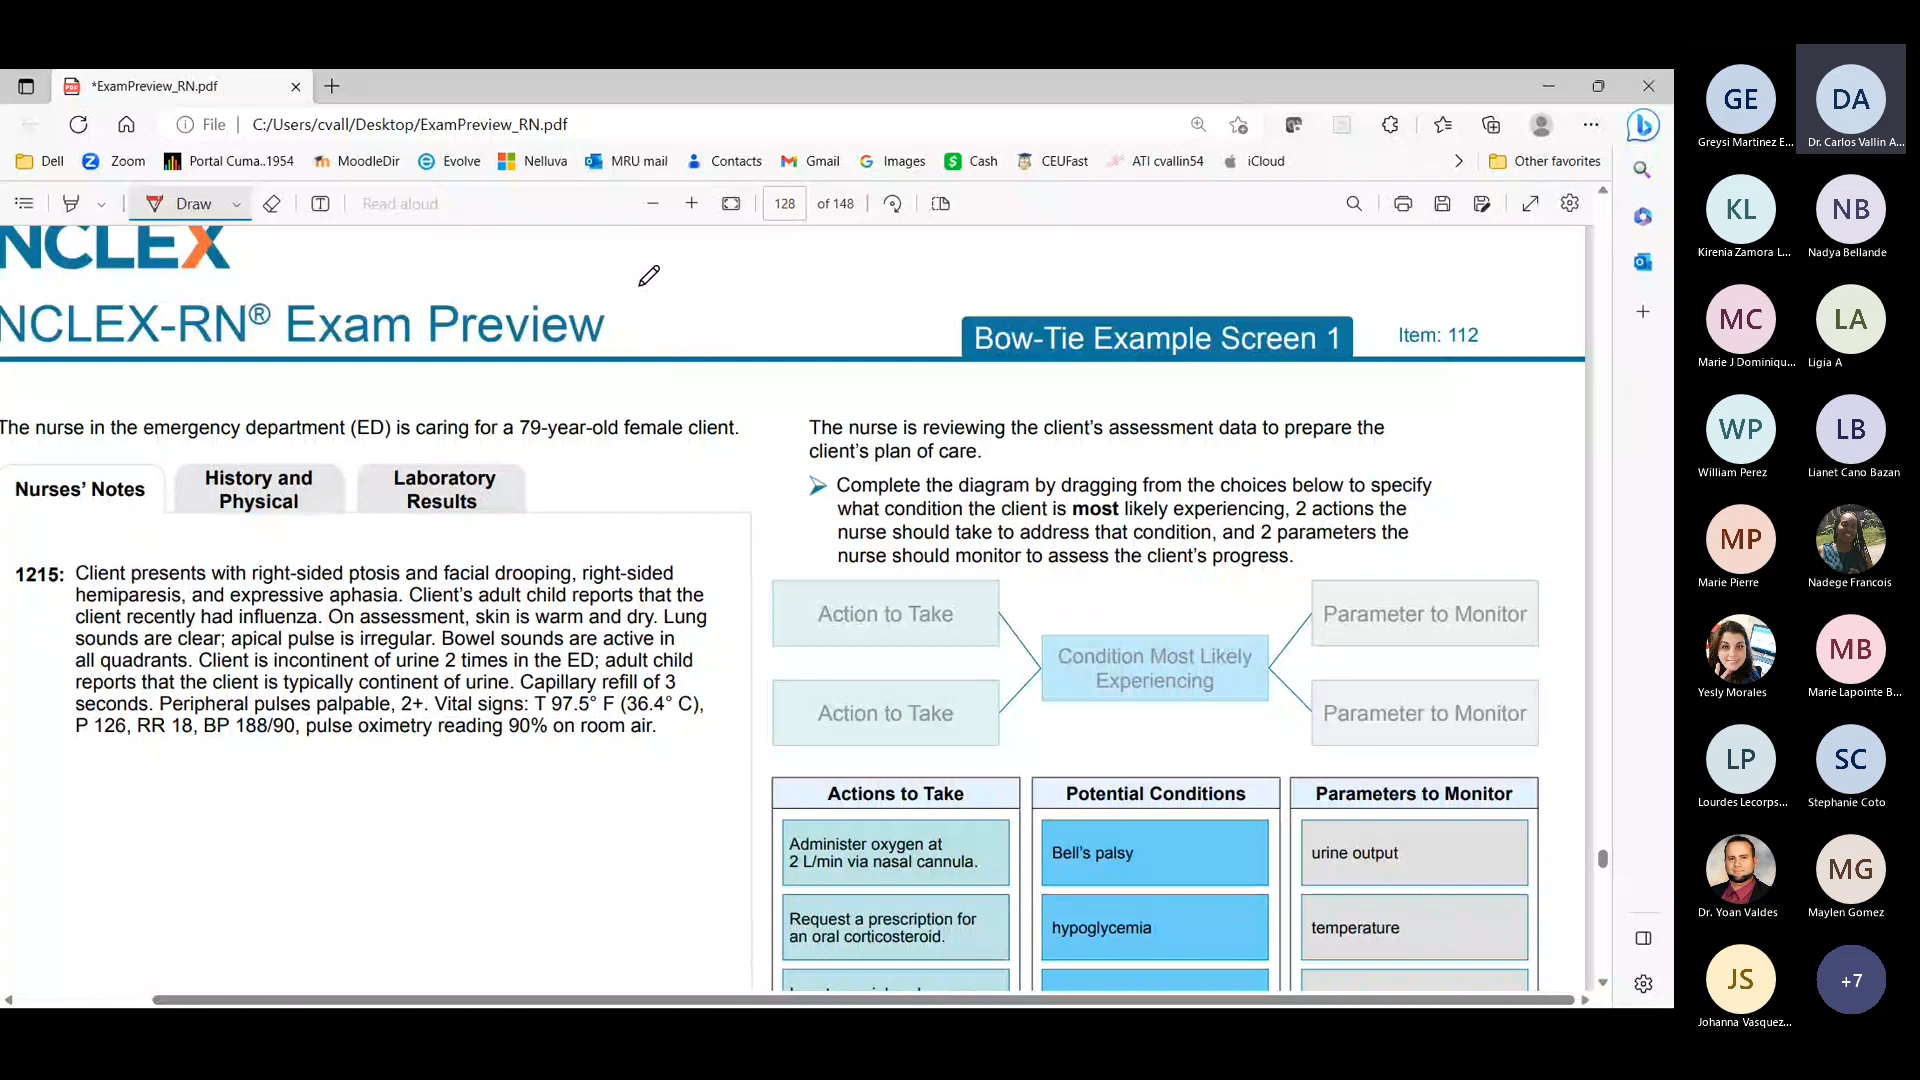 *ExamPreview_RN.pdf
File | C:/Users/cvall/Desktop/ExamPreview_RN.pdf
Dell Zoom Portal Cuma..1954 MoodleDir Evolve Nelluva MRU mail Contacts Gmail Images Cash CEUFast ATI cvallin54 iCloud Other favorites
Draw Read aloud 128 of 148
NCLEX
NCLEX-RN® Exam Preview
Bow-Tie Example Screen 1
Item: 112
The nurse in the emergency department (ED) is caring for a 79-year-old female client.
Nurses’ Notes
History and
Physical
Laboratory
Results
1215: Client presents with right-sided ptosis and facial drooping, right-sided
hemiparesis, and expressive aphasia. Client’s adult child reports that the
client recently had influenza. On assessment, skin is warm and dry. Lung
sounds are clear; apical pulse is irregular. Bowel sounds are active in
all quadrants. Client is incontinent of urine 2 times in the ED; adult child
reports that the client is typically continent of urine. Capillary refill of 3
seconds. Peripheral pulses palpable, 2+. Vital signs: T 97.5° F (36.4° C),
P 126, RR 18, BP 188/90, pulse oximetry reading 90% on room air.
The nurse is reviewing the client’s assessment data to prepare the
client’s plan of care.
Complete the diagram by dragging from the choices below to specify
what condition the client is most likely experiencing, 2 actions the
nurse should take to address that condition, and 2 parameters the
nurse should monitor to assess the client’s progress.
Action to Take
Parameter to Monitor
Condition Most Likely
Experiencing
Action to Take
Parameter to Monitor
Actions to Take
Potential Conditions
Parameters to Monitor
Administer oxygen at
2 L/min via nasal cannula.
Bell’s palsy
urine output
Request a prescription for
an oral corticosteroid.
hypoglycemia
temperature
GE
Greysi Martinez E...
DA
Dr. Carlos Vallin A...
KL
Kirenia Zamora L...
NB
Nadya Bellande
MC
Marie J Dominiqu...
LA
Ligia A
WP
William Perez
LB
Lianet Cano Bazan
MP
Marie Pierre
Nadege Francois
Yesly Morales
MB
Marie Lapointe B...
LP
Lourdes Lecorps...
SC
Stephanie Coto
Dr. Yoan Valdes
MG
Maylen Gomez
JS
Johanna Vasquez...
+7